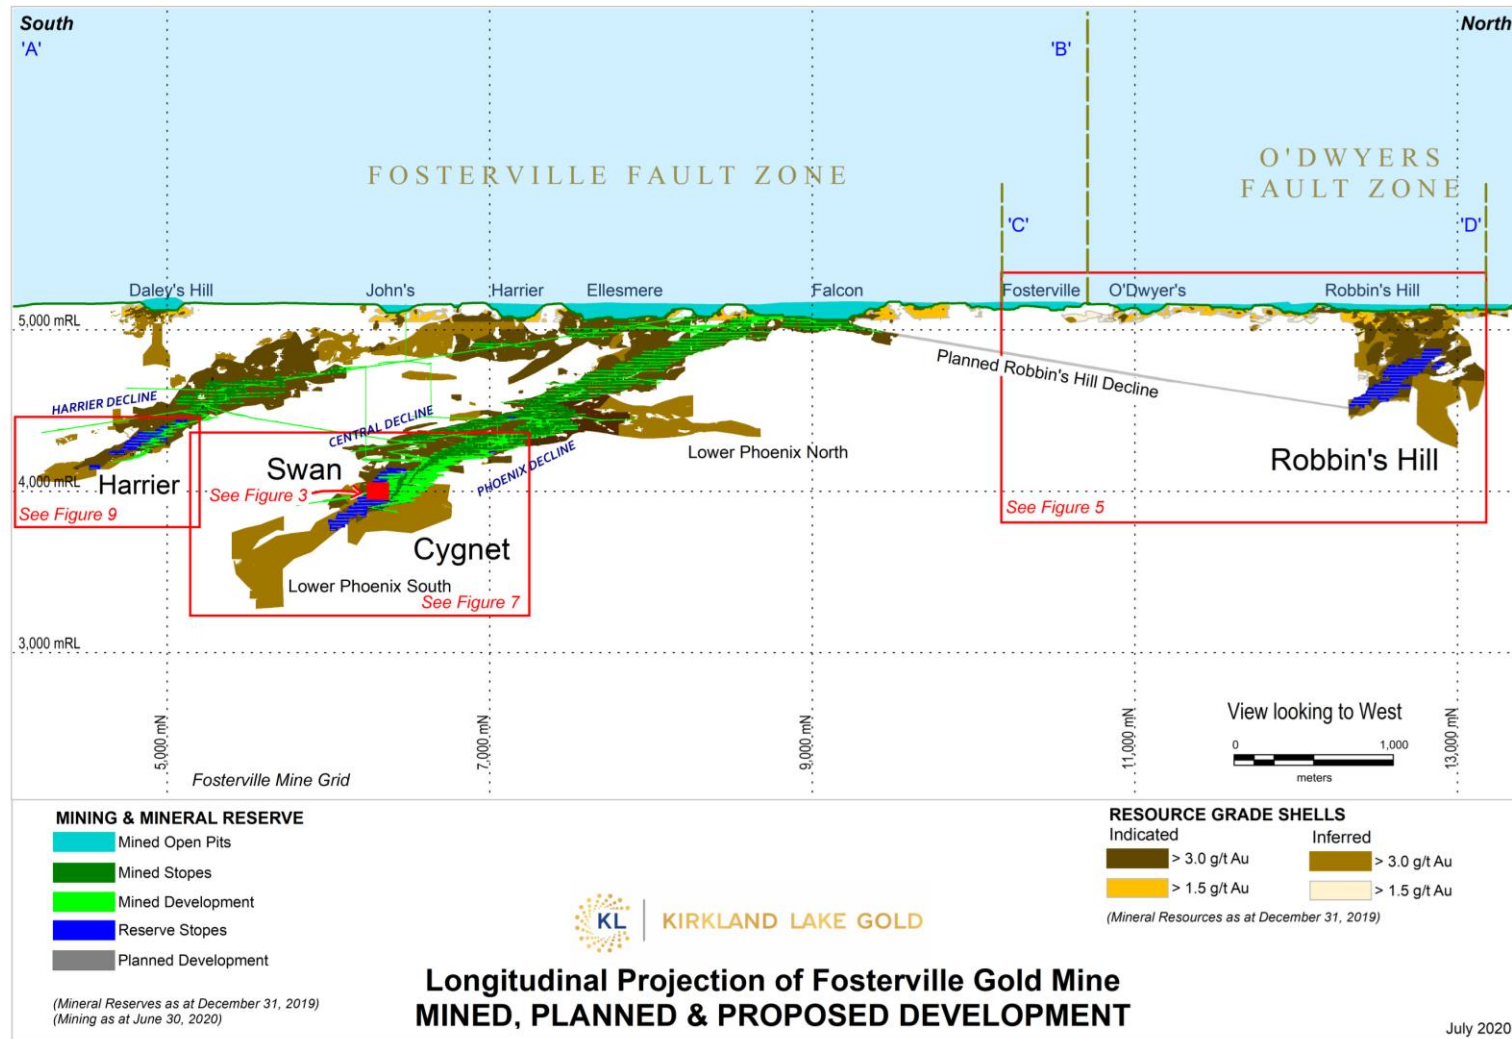 South
North
'A'
'B'
FOSTERVILLE FAULT ZONE
O'DWYERS
FAULT ZONE
'C'
'D'
Daley's Hill
John's
Harrier
Ellesmere
Falcon
Fosterville
O'Dwyer's
Robbin's Hill
5,000 mRL
Planned Robbin's Hill Decline
HARRIER DECLINE
CENTRAL DECLINE
PHOENIX DECLINE
Lower Phoenix North
Robbin's Hill
Swan
Harrier
4,000 mRL
See Figure 3
See Figure 9
See Figure 5
Cygnet
Lower Phoenix South
See Figure 7
3,000 mRL
5,000 mN
7,000 mN
9,000 mN
11,000 mN
13,000 mN
View looking to West
0 1,000
meters
Fosterville Mine Grid
MINING & MINERAL RESERVE
Mined Open Pits
Mined Stopes
Mined Development
Reserve Stopes
Planned Development
(Mineral Reserves as at December 31, 2019)
(Mining as at June 30, 2020)
RESOURCE GRADE SHELLS
Indicated Inferred
> 3.0 g/t Au > 3.0 g/t Au
> 1.5 g/t Au > 1.5 g/t Au
(Mineral Resources as at December 31, 2019)
KL KIRKLAND LAKE GOLD
Longitudinal Projection of Fosterville Gold Mine
MINED, PLANNED & PROPOSED DEVELOPMENT
July 2020